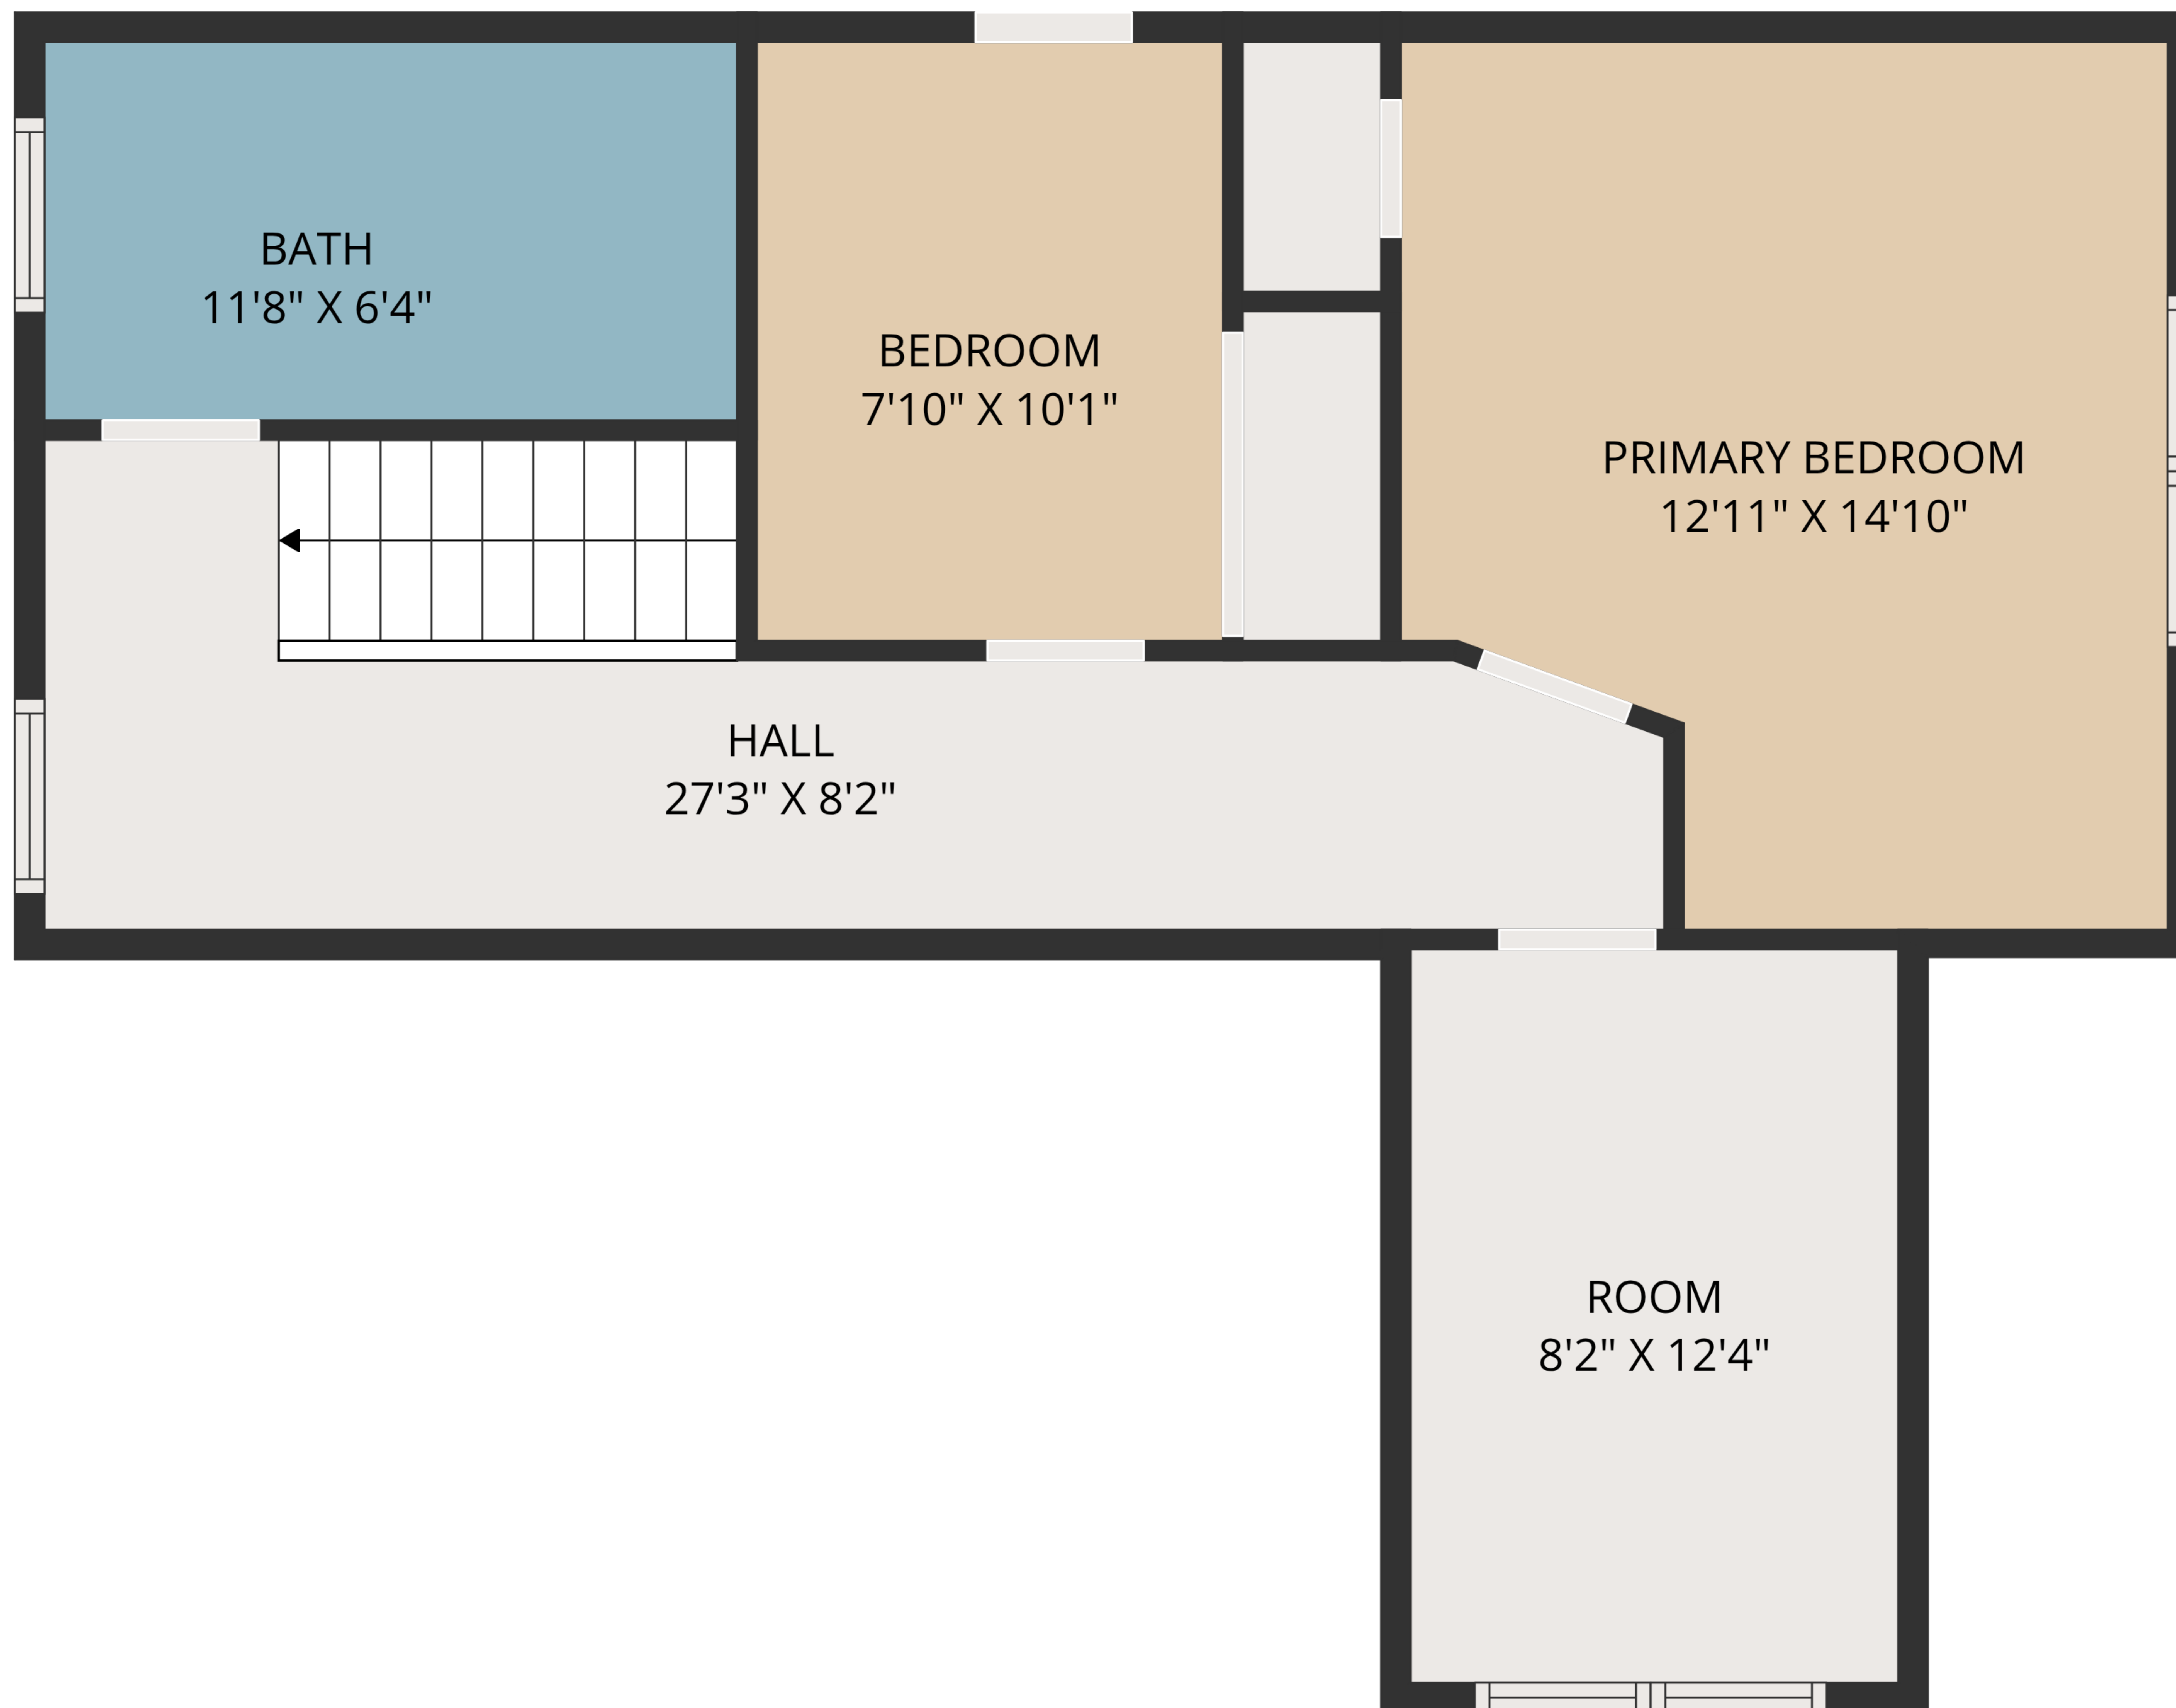 BATH
11'8" X 6'4"
BEDROOM
7'10" X 10'1"
PRIMARY BEDROOM
12'11" X 14'10"
HALL
27'3" X 8'2"
ROOM
8'2" X 12'4"